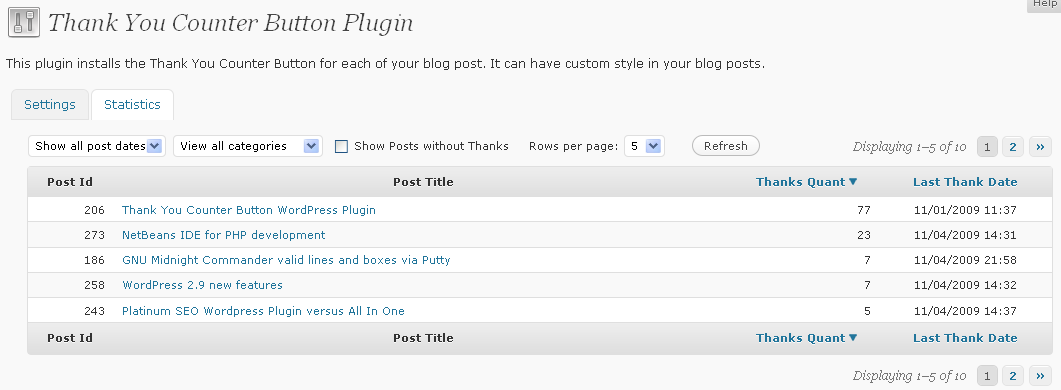 Help
Thank You Counter Button Plugin
This plugin installs the Thank You Counter Button for each of your blog post. It can have custom style in your blog posts.
Settings Statistics
Show all post dates View all categories Show Posts without Thanks Rows per page: 5 Refresh Displaying 1–5 of 10 1 2 »
Post Id Post Title Thanks Quant ▼ Last Thank Date
206 Thank You Counter Button WordPress Plugin 77 11/01/2009 11:37
273 NetBeans IDE for PHP development 23 11/04/2009 14:31
186 GNU Midnight Commander valid lines and boxes via Putty 7 11/04/2009 21:58
258 WordPress 2.9 new features 7 11/04/2009 14:32
243 Platinum SEO Wordpress Plugin versus All In One 5 11/04/2009 14:37
Post Id Post Title Thanks Quant ▼ Last Thank Date
Displaying 1–5 of 10 1 2 »